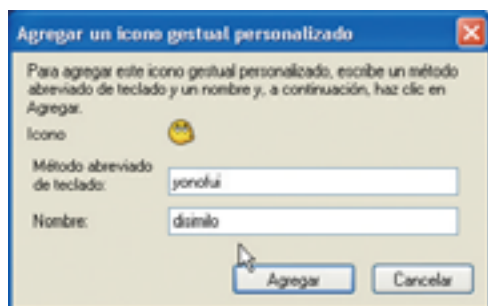 Agregar un icono gestual personalizado
Para agregar este icono gestual personalizado, escribe un método
abreviado de teclado y un nombre y, a continuación, haz clic en
Agregar.
Icono
Método abreviado
de teclado:
yonofui
Nombre:
disimilo
Agregar
Cancelar